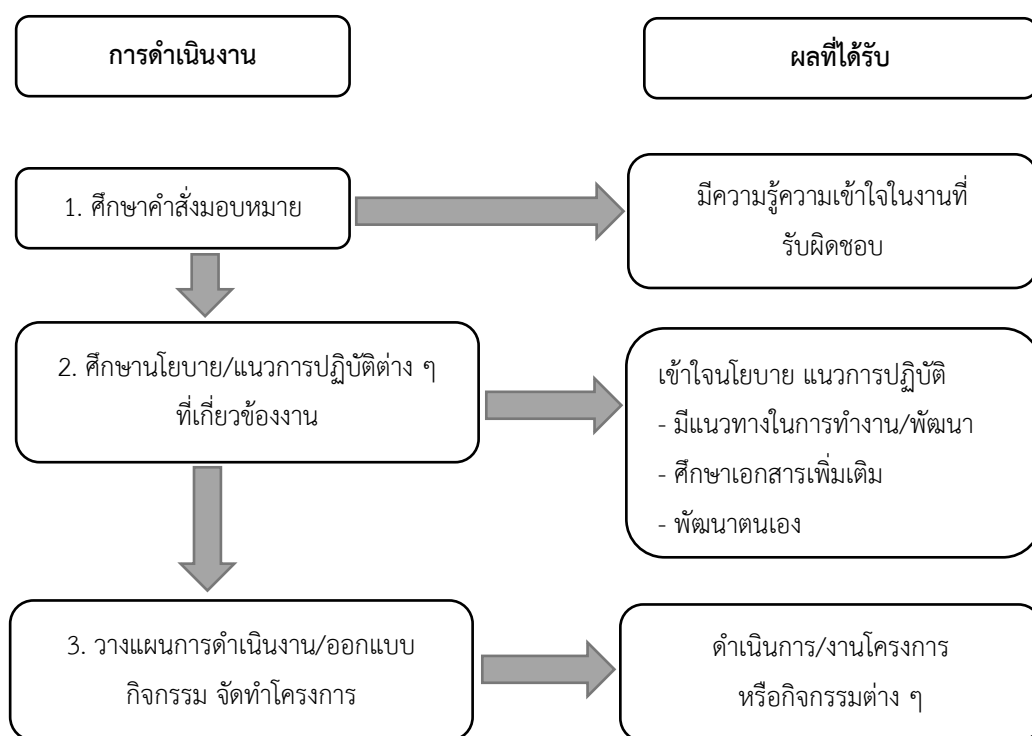 การดำเนินงาน
ผลที่ได้รับ
1. ศึกษาคำสั่งมอบหมาย
มีความรู้ความเข้าใจในงานที่
รับผิดชอบ
2. ศึกษานโยบาย/แนวการปฏิบัติต่าง ๆ
ที่เกี่ยวข้องงาน
เข้าใจนโยบาย แนวการปฏิบัติ
- มีแนวทางในการทำงาน/พัฒนา
- ศึกษาเอกสารเพิ่มเติม
- พัฒนาตนเอง
3. วางแผนการดำเนินงาน/ออกแบบ
กิจกรรม จัดทำโครงการ
ดำเนินการ/งานโครงการ
หรือกิจกรรมต่าง ๆ